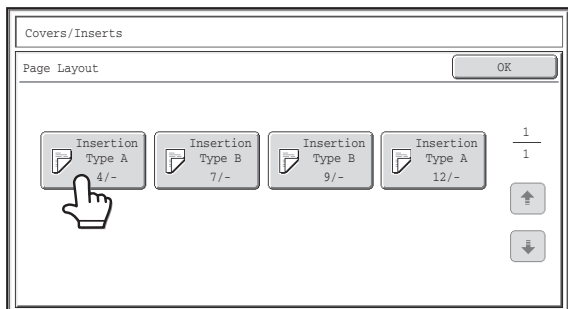 Covers/Inserts
Page Layout
OK
Insertion
Type A
4/-
Insertion
Type B
7/-
Insertion
Type B
9/-
Insertion
Type A
12/-
1
1